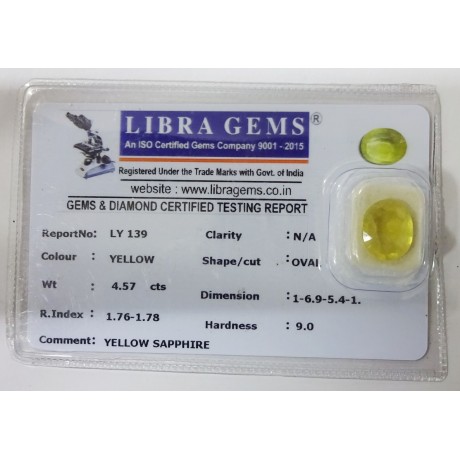 LIBRA GEMS ®
An ISO Certified Gems Company 9001 - 2015
Registered Under the Trade Marks with Govt. of India
website : www.libragems.co.in
GEMS & DIAMOND CERTIFIED TESTING REPORT
ReportNo: LY 139 Clarity : N/A
Colour : YELLOW Shape/cut : OVAL
Wt : 4.57 cts Dimension : 1-6.9-5.4-1.
R.Index : 1.76-1.78 Hardness : 9.0
Comment: YELLOW SAPPHIRE